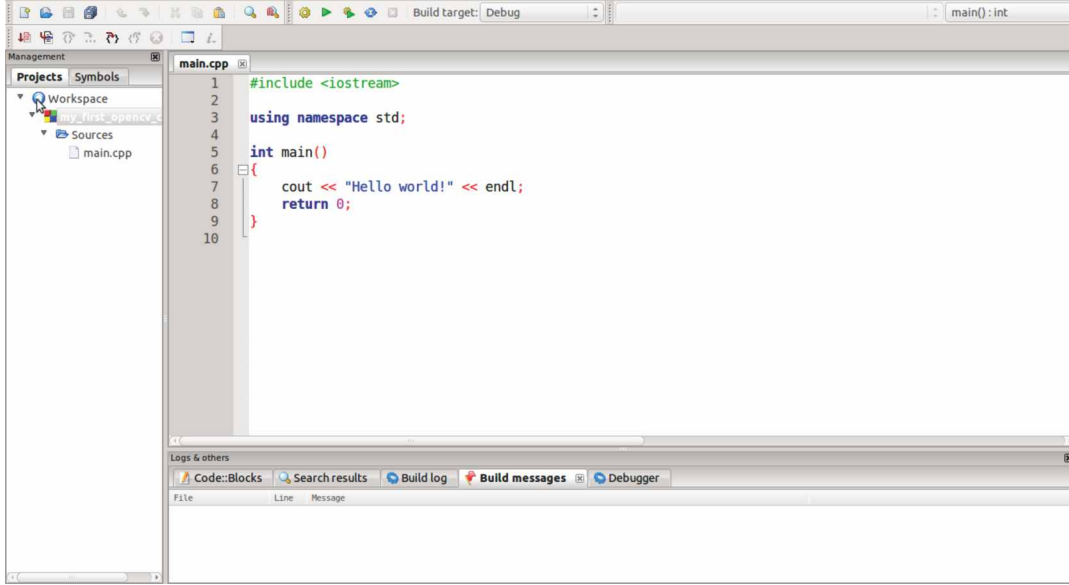 Build target: Debug
main() : int
Management
Projects Symbols
Workspace
my_first_opencv_c
Sources
main.cpp
main.cpp
1 #include <iostream>
2
3 using namespace std;
4
5 int main()
6 {
7 cout << "Hello world!" << endl;
8 return 0;
9 }
10
Logs & others
Code::Blocks Search results Build log Build messages Debugger
File Line Message